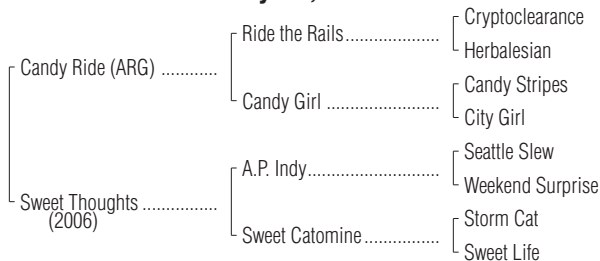 Cryptoclearance
Ride the Rails
Herbalesian
Candy Ride (ARG)
Candy Stripes
Candy Girl
City Girl
Seattle Slew
A.P. Indy
Weekend Surprise
Sweet Thoughts
(2006)
Storm Cat
Sweet Catomine
Sweet Life